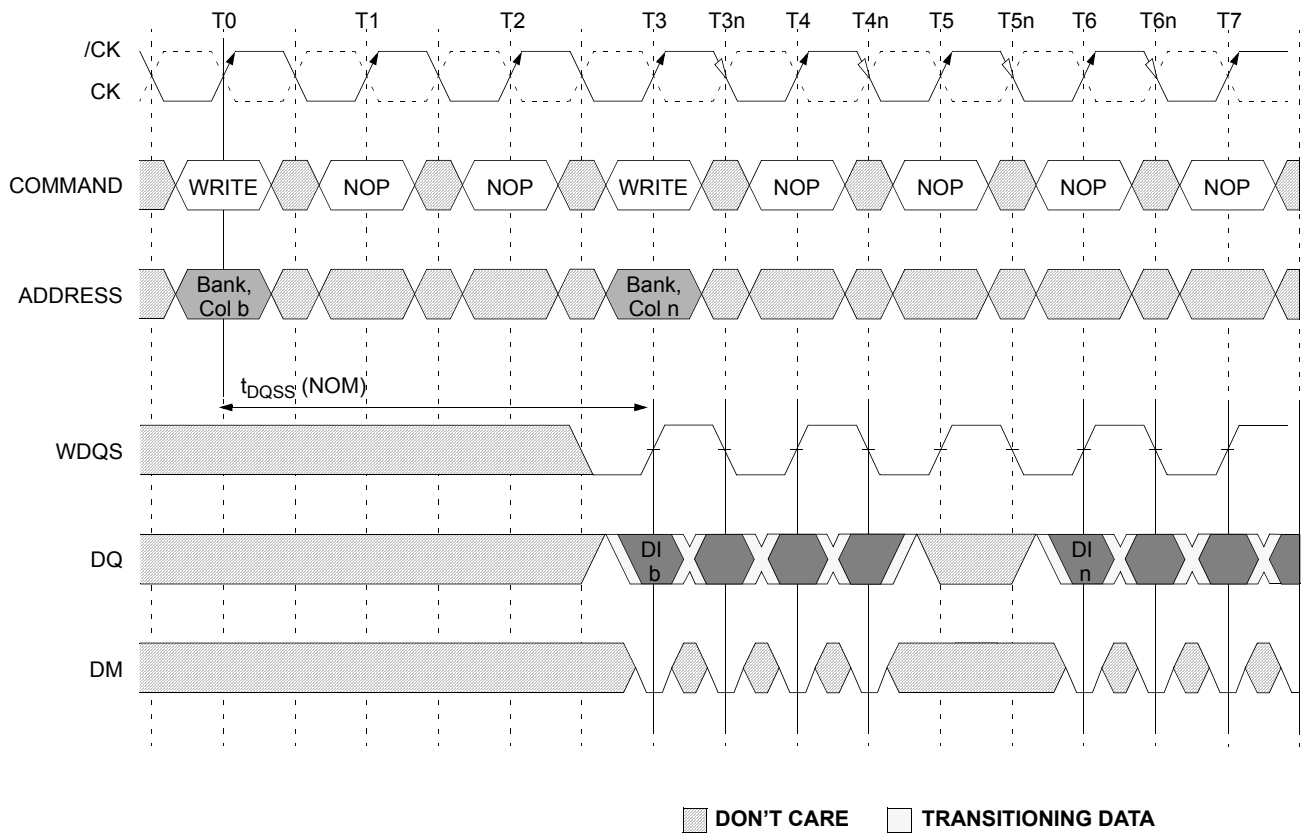 T0 T1 T2 T3 T3n T4 T4n T5 T5n T6 T6n T7
/CK
CK
COMMAND WRITE NOP NOP WRITE NOP NOP NOP NOP
ADDRESS Bank, Col b Bank, Col n
tDQSS (NOM)
WDQS
DQ DI b DI n
DM
DON'T CARE TRANSITIONING DATA